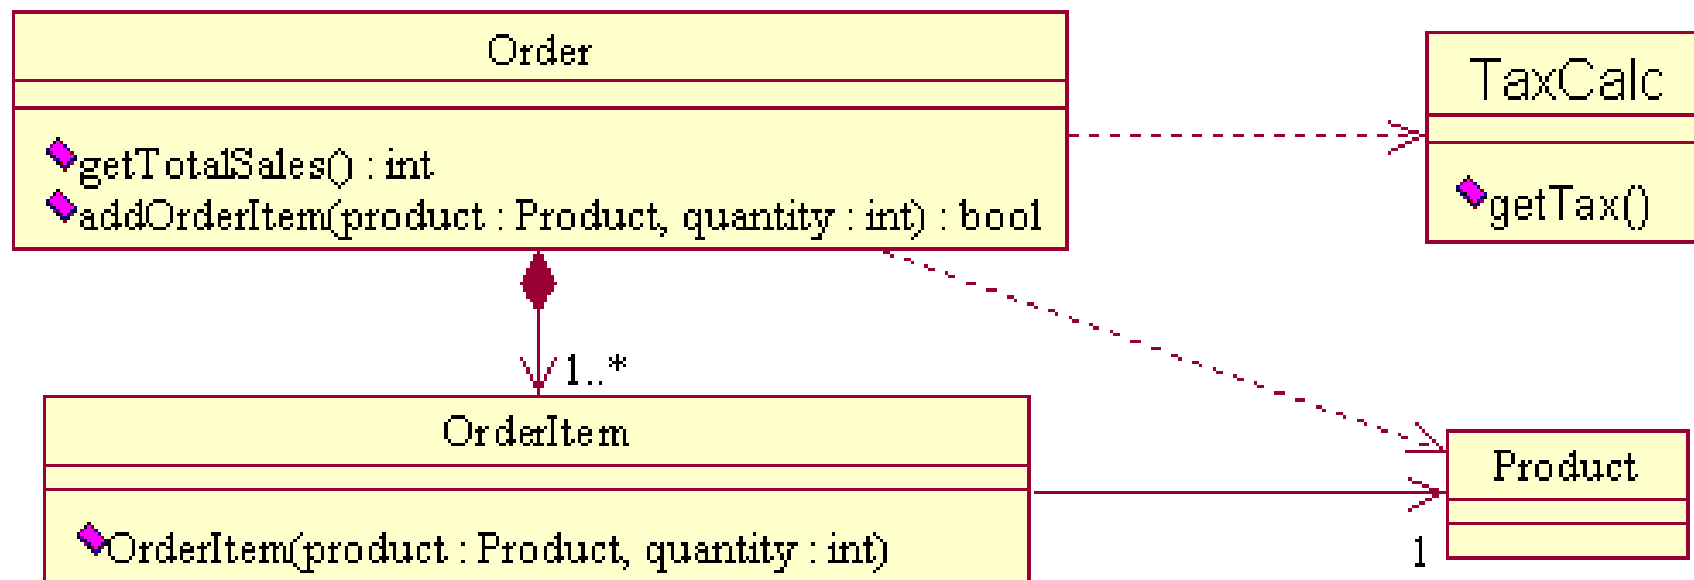 Order
getTotalSales() : int
addOrderItem(product : Product, quantity : int) : bool
TaxCalc
getTax()
1..*
OrderItem
OrderItem(product : Product, quantity : int)
Product
1